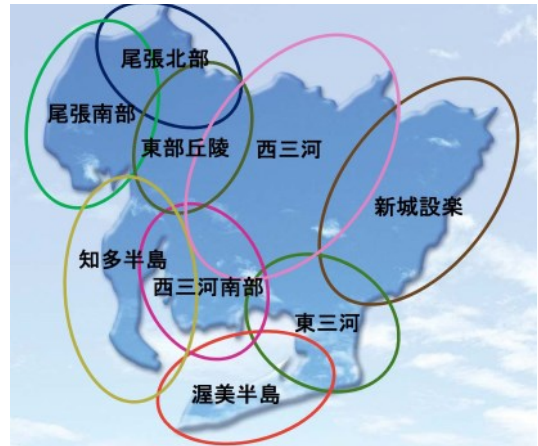 尾張北部
尾張南部
東部丘陵
西三河
新城設楽
知多半島
西三河南部
東三河
渥美半島